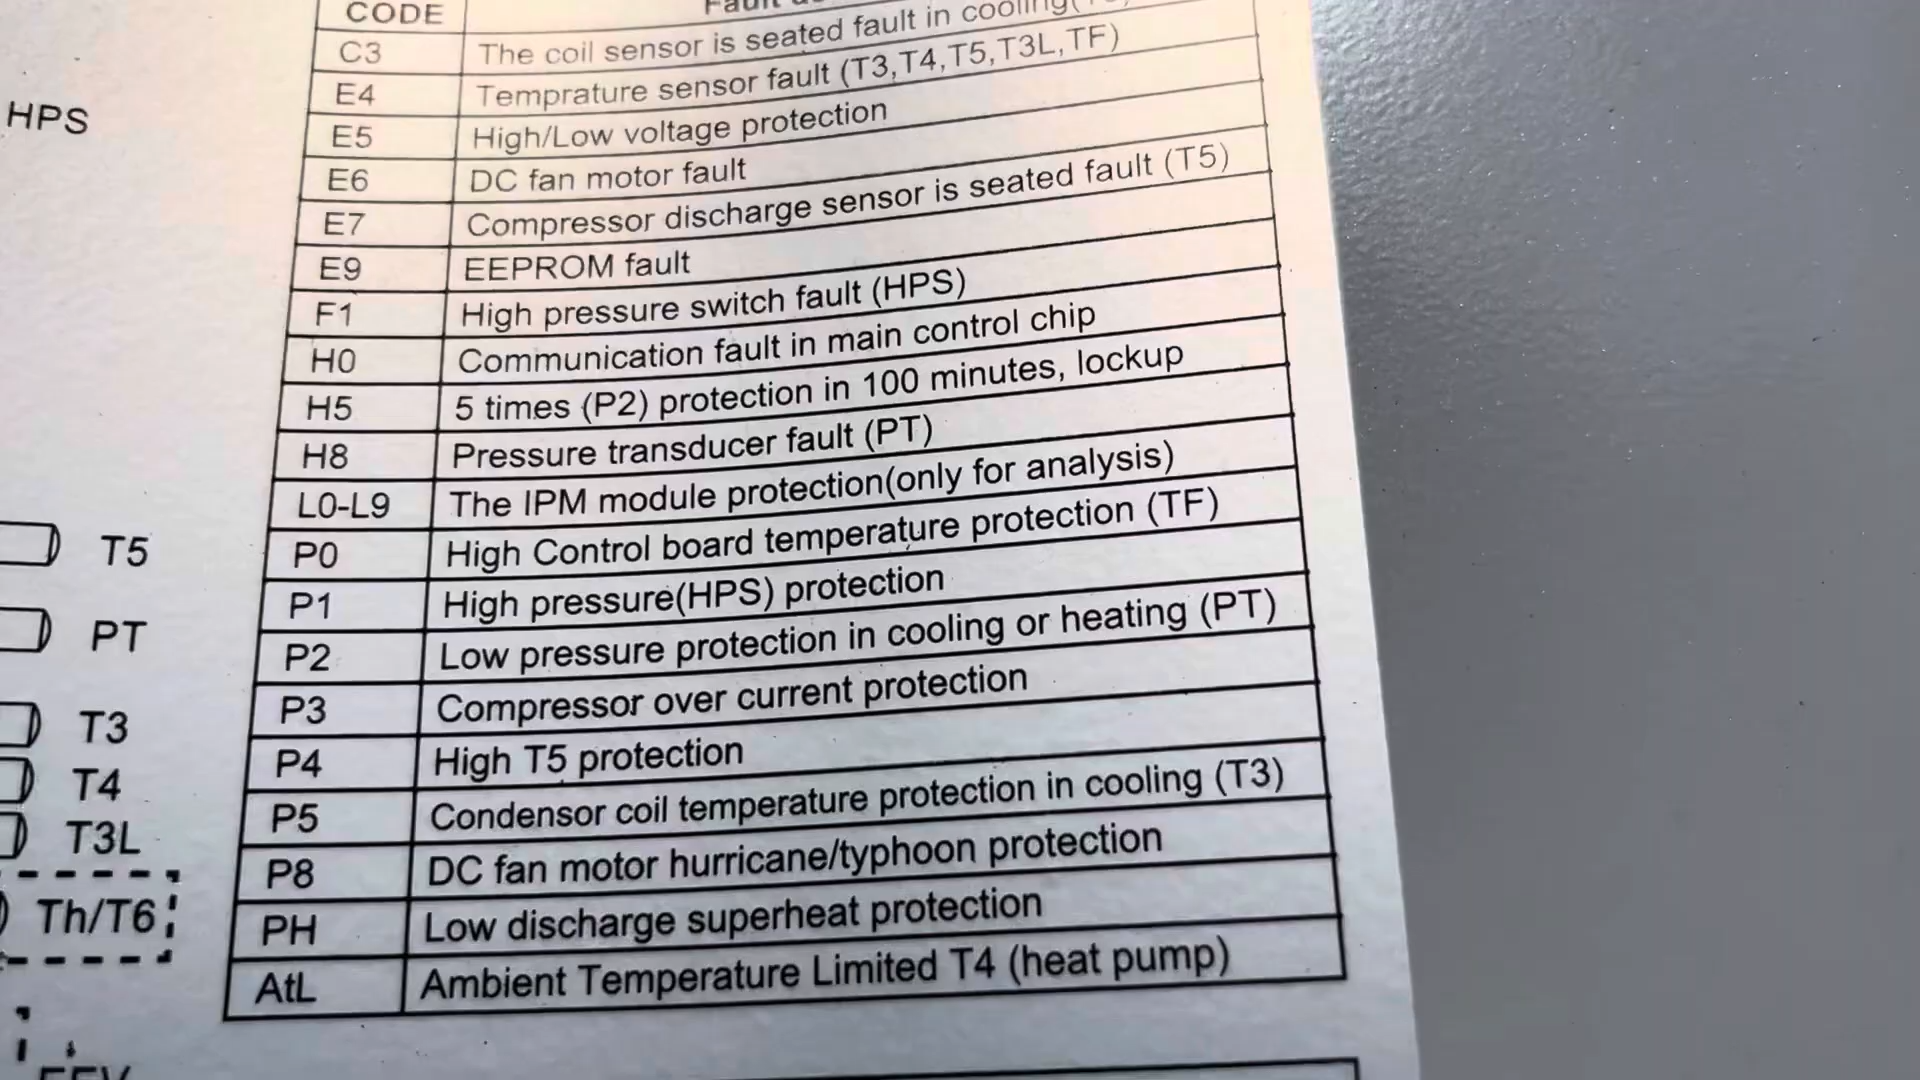 CODE
C3 The coil sensor is seated fault in cooling
E4 Temprature sensor fault (T3,T4,T5,T3L,TF)
E5 High/Low voltage protection
E6 DC fan motor fault
E7 Compressor discharge sensor is seated fault (T5)
E9 EEPROM fault
F1 High pressure switch fault (HPS)
H0 Communication fault in main control chip
H5 5 times (P2) protection in 100 minutes, lockup
H8 Pressure transducer fault (PT)
L0-L9 The IPM module protection(only for analysis)
P0 High Control board temperature protection (TF)
P1 High pressure(HPS) protection
P2 Low pressure protection in cooling or heating (PT)
P3 Compressor over current protection
P4 High T5 protection
P5 Condensor coil temperature protection in cooling (T3)
P8 DC fan motor hurricane/typhoon protection
PH Low discharge superheat protection
AtL Ambient Temperature Limited T4 (heat pump)
HPS
T5
PT
T3
T4
T3L
Th/T6